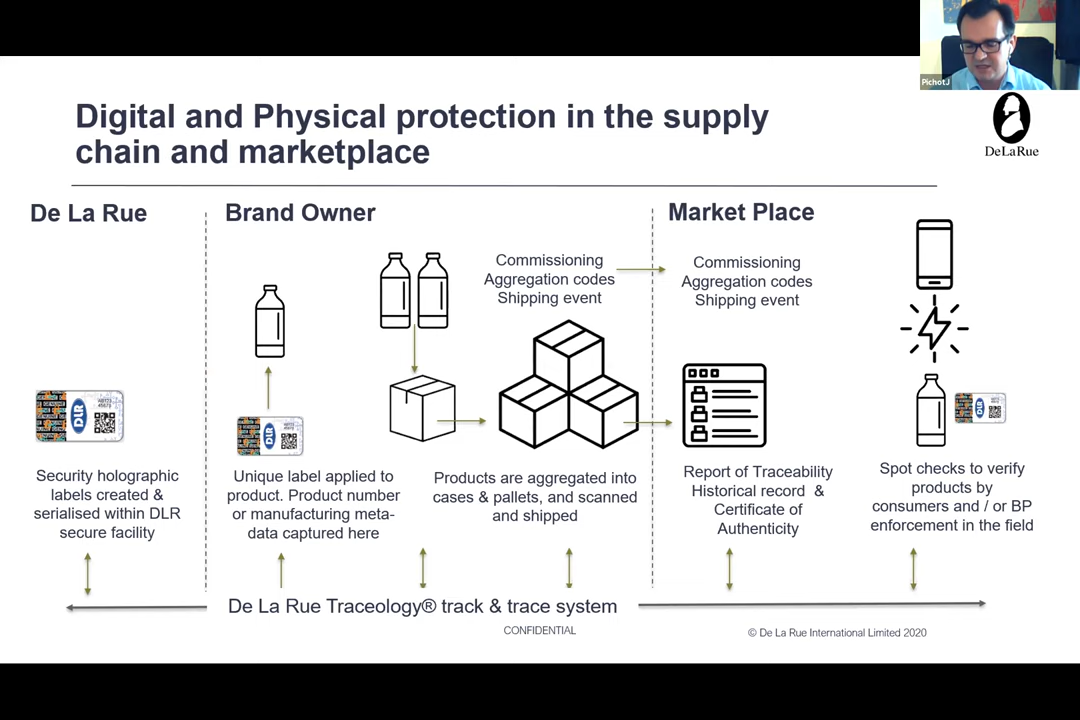 Pichot J
DeLaRue
Digital and Physical protection in the supply
chain and marketplace
De La Rue
Brand Owner
Market Place
Commissioning
Aggregation codes
Shipping event
Commissioning
Aggregation codes
Shipping event
DLR
DLR
DLR
Security holographic
labels created &
serialised within DLR
secure facility
Unique label applied to
product. Product number
or manufacturing meta-
data captured here
Products are aggregated into
cases & pallets, and scanned
and shipped
Report of Traceability
Historical record &
Certificate of
Authenticity
Spot checks to verify
products by
consumers and / or BP
enforcement in the field
De La Rue Traceology® track & trace system
CONFIDENTIAL
© De La Rue International Limited 2020